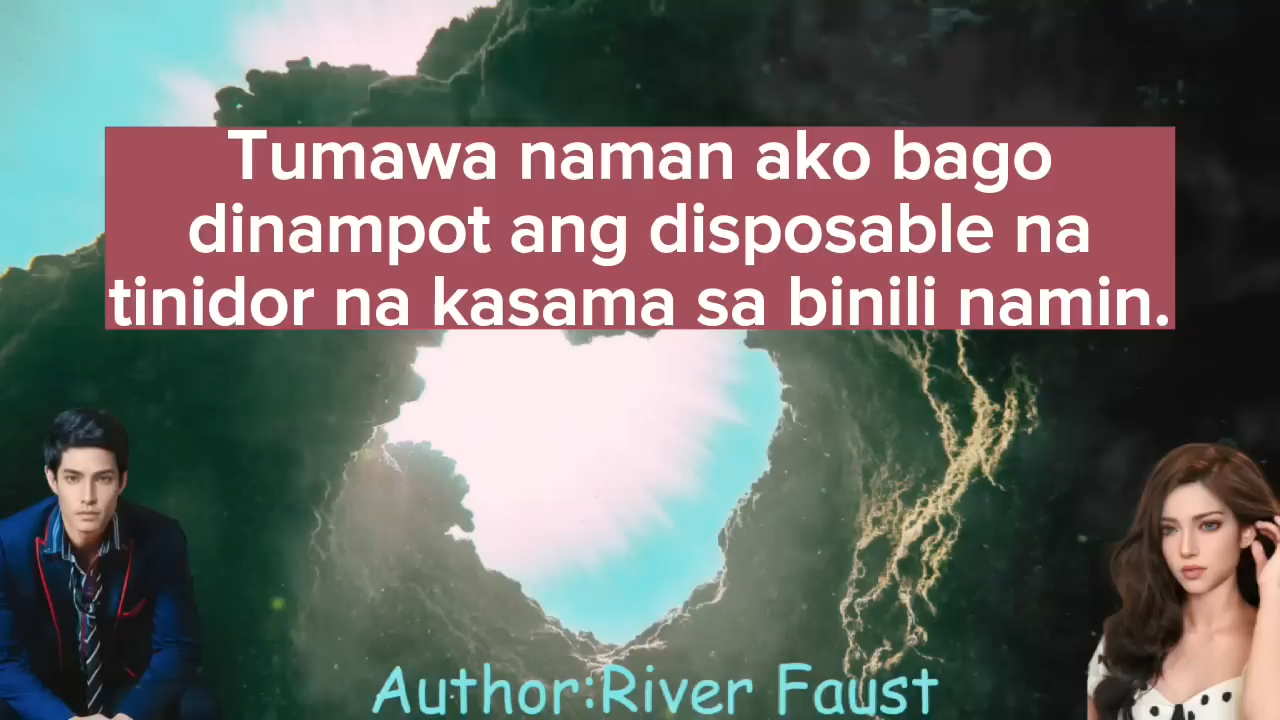 Tumawa naman ako bago
dinampot ang disposable na
tinidor na kasama sa binili namin.
Author:River Faust